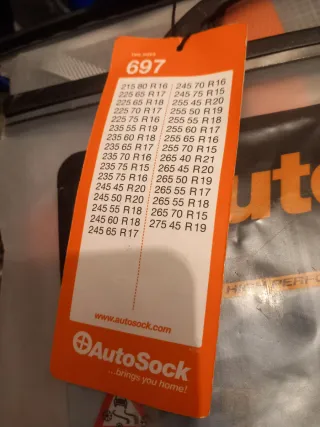 Tyre sizes
697
215 80 R16
225 65 R17
225 65 R18
225 70 R17
225 75 R16
235 55 R19
235 60 R18
235 65 R17
235 70 R16
235 75 R15
235 75 R16
245 45 R20
245 50 R20
245 55 R18
245 60 R18
245 65 R17
245 70 R16
245 75 R15
255 45 R20
255 50 R19
255 55 R18
255 60 R17
255 65 R16
255 70 R15
265 40 R21
265 45 R20
265 50 R19
265 55 R17
265 55 R18
265 70 R15
275 45 R19
www.autosock.com
AutoSock
...brings you home!
Auto